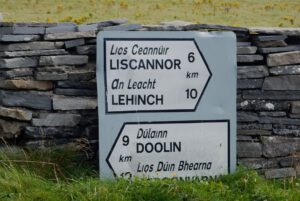 Lios Ceannúir
LISCANNOR 6
km
An Leacht
LEHINCH 10
Dúlainn
9 DOOLIN
km
Lios Dúin Bhearna